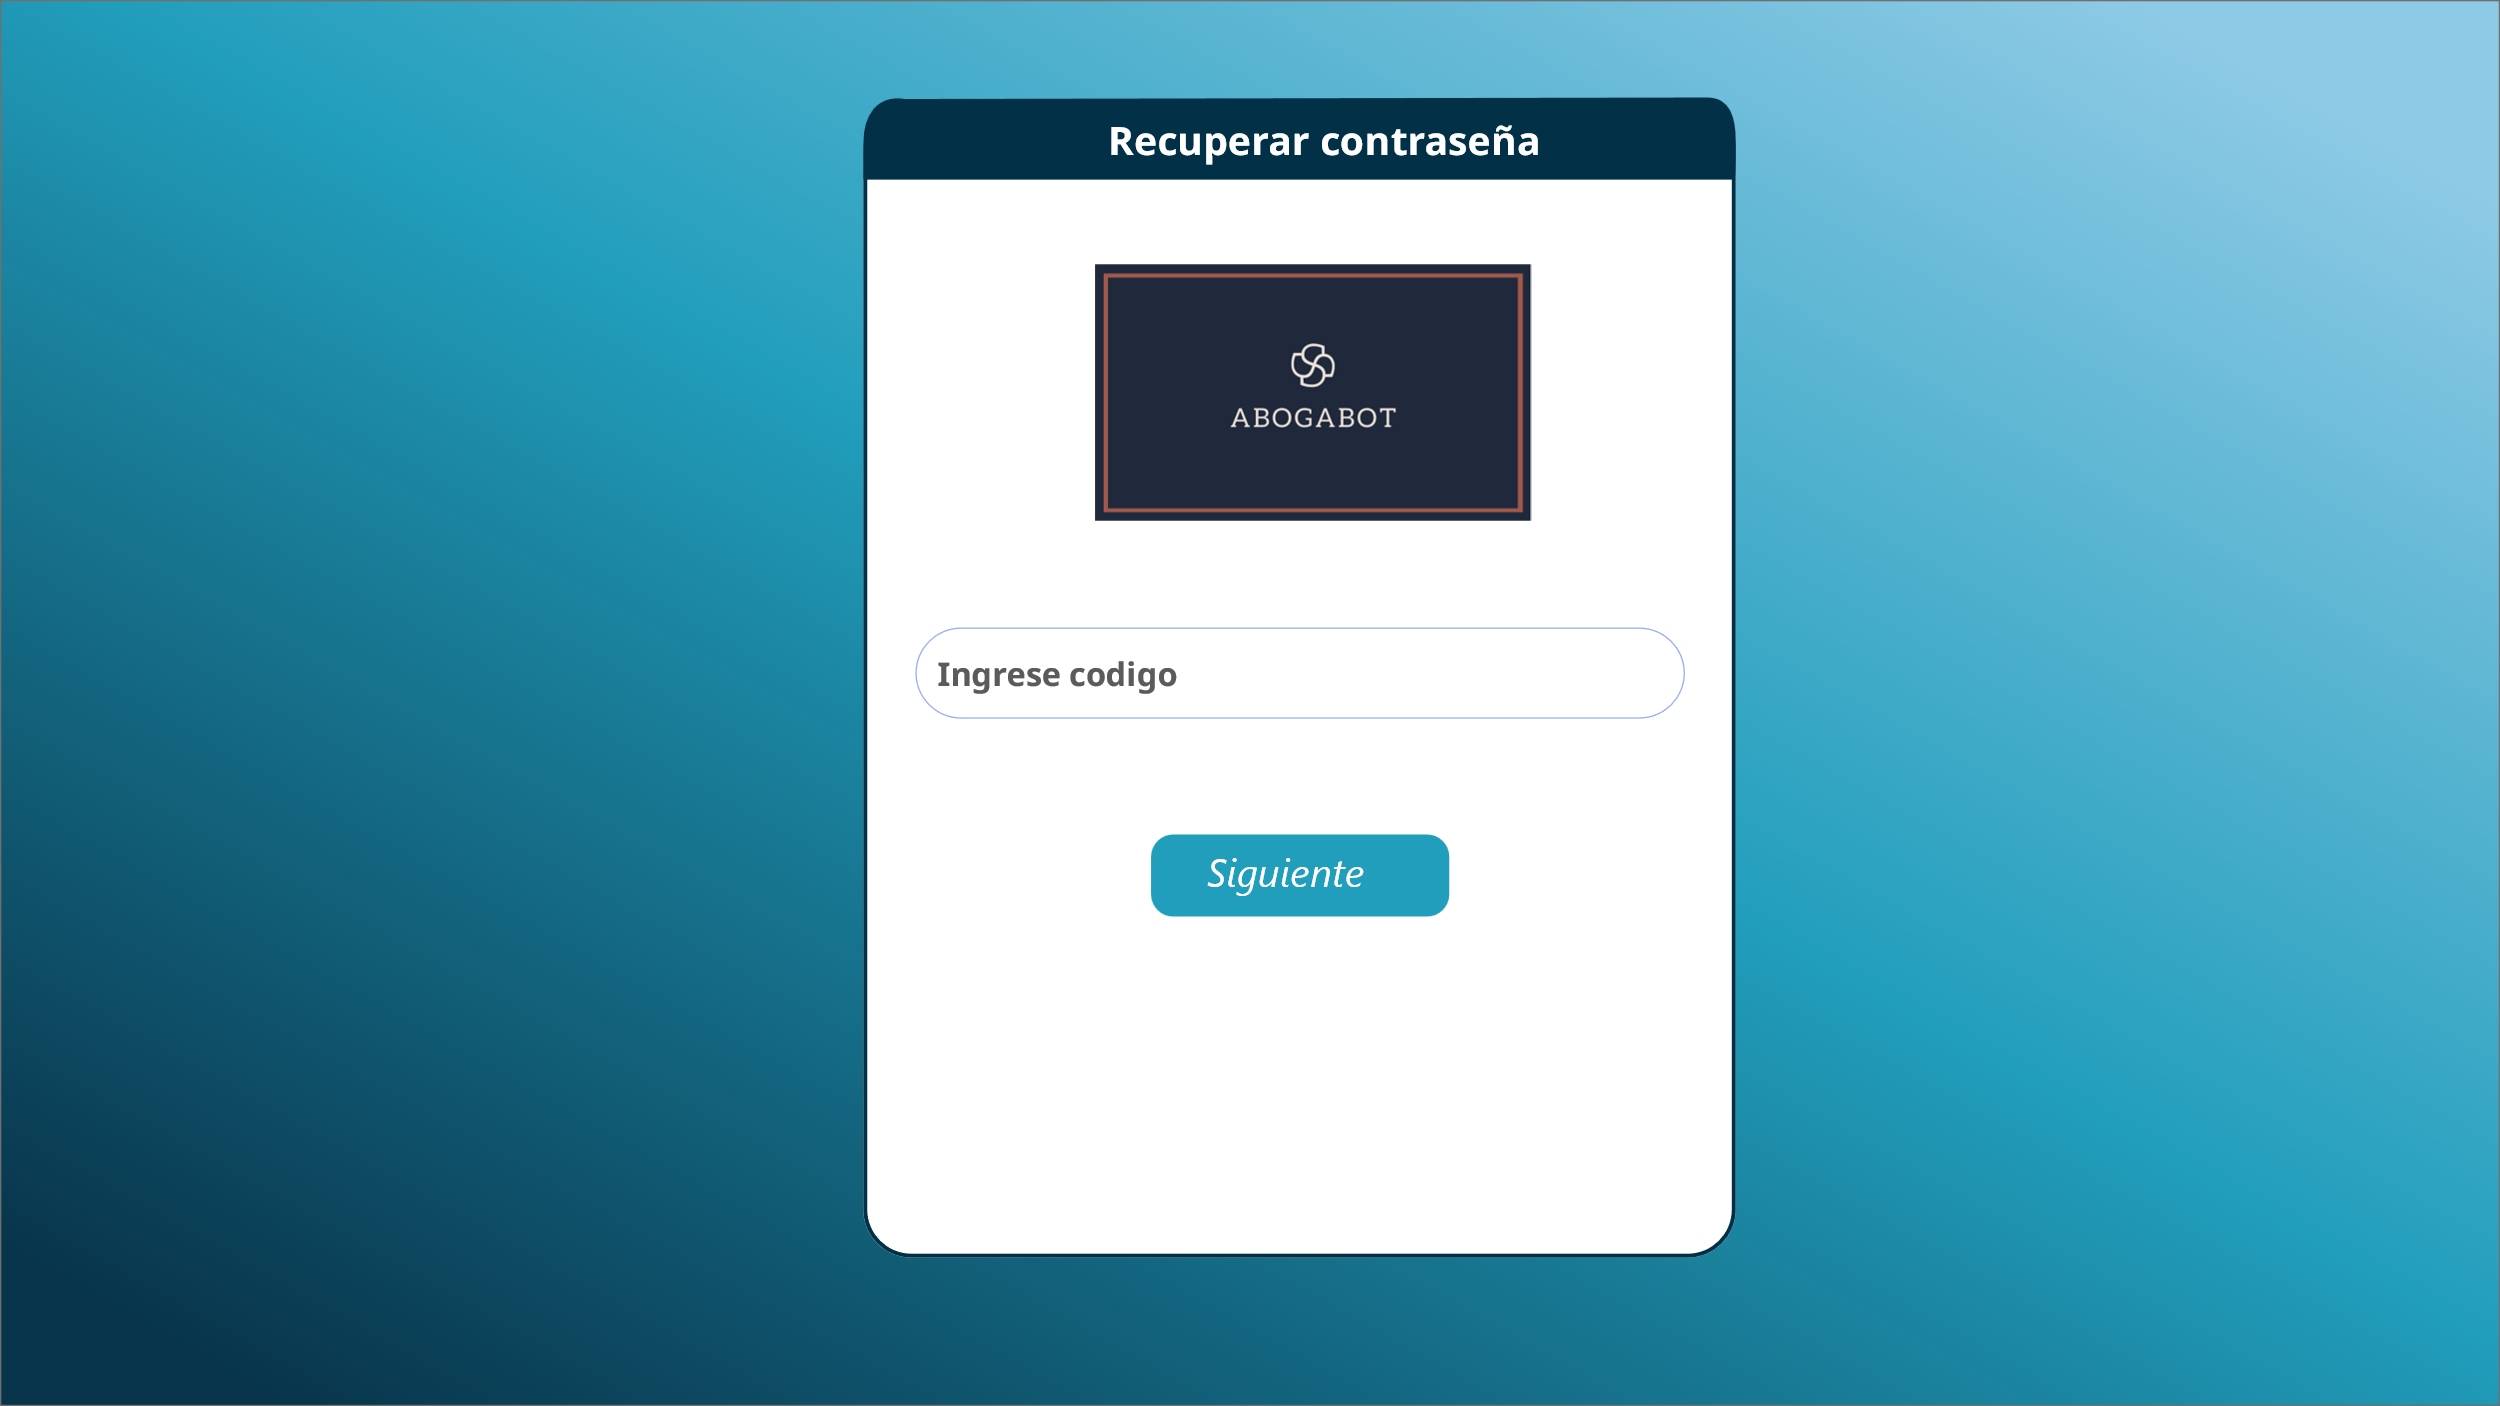 Recuperar contraseña
ABOGABOT
Ingrese codigo
Siguiente